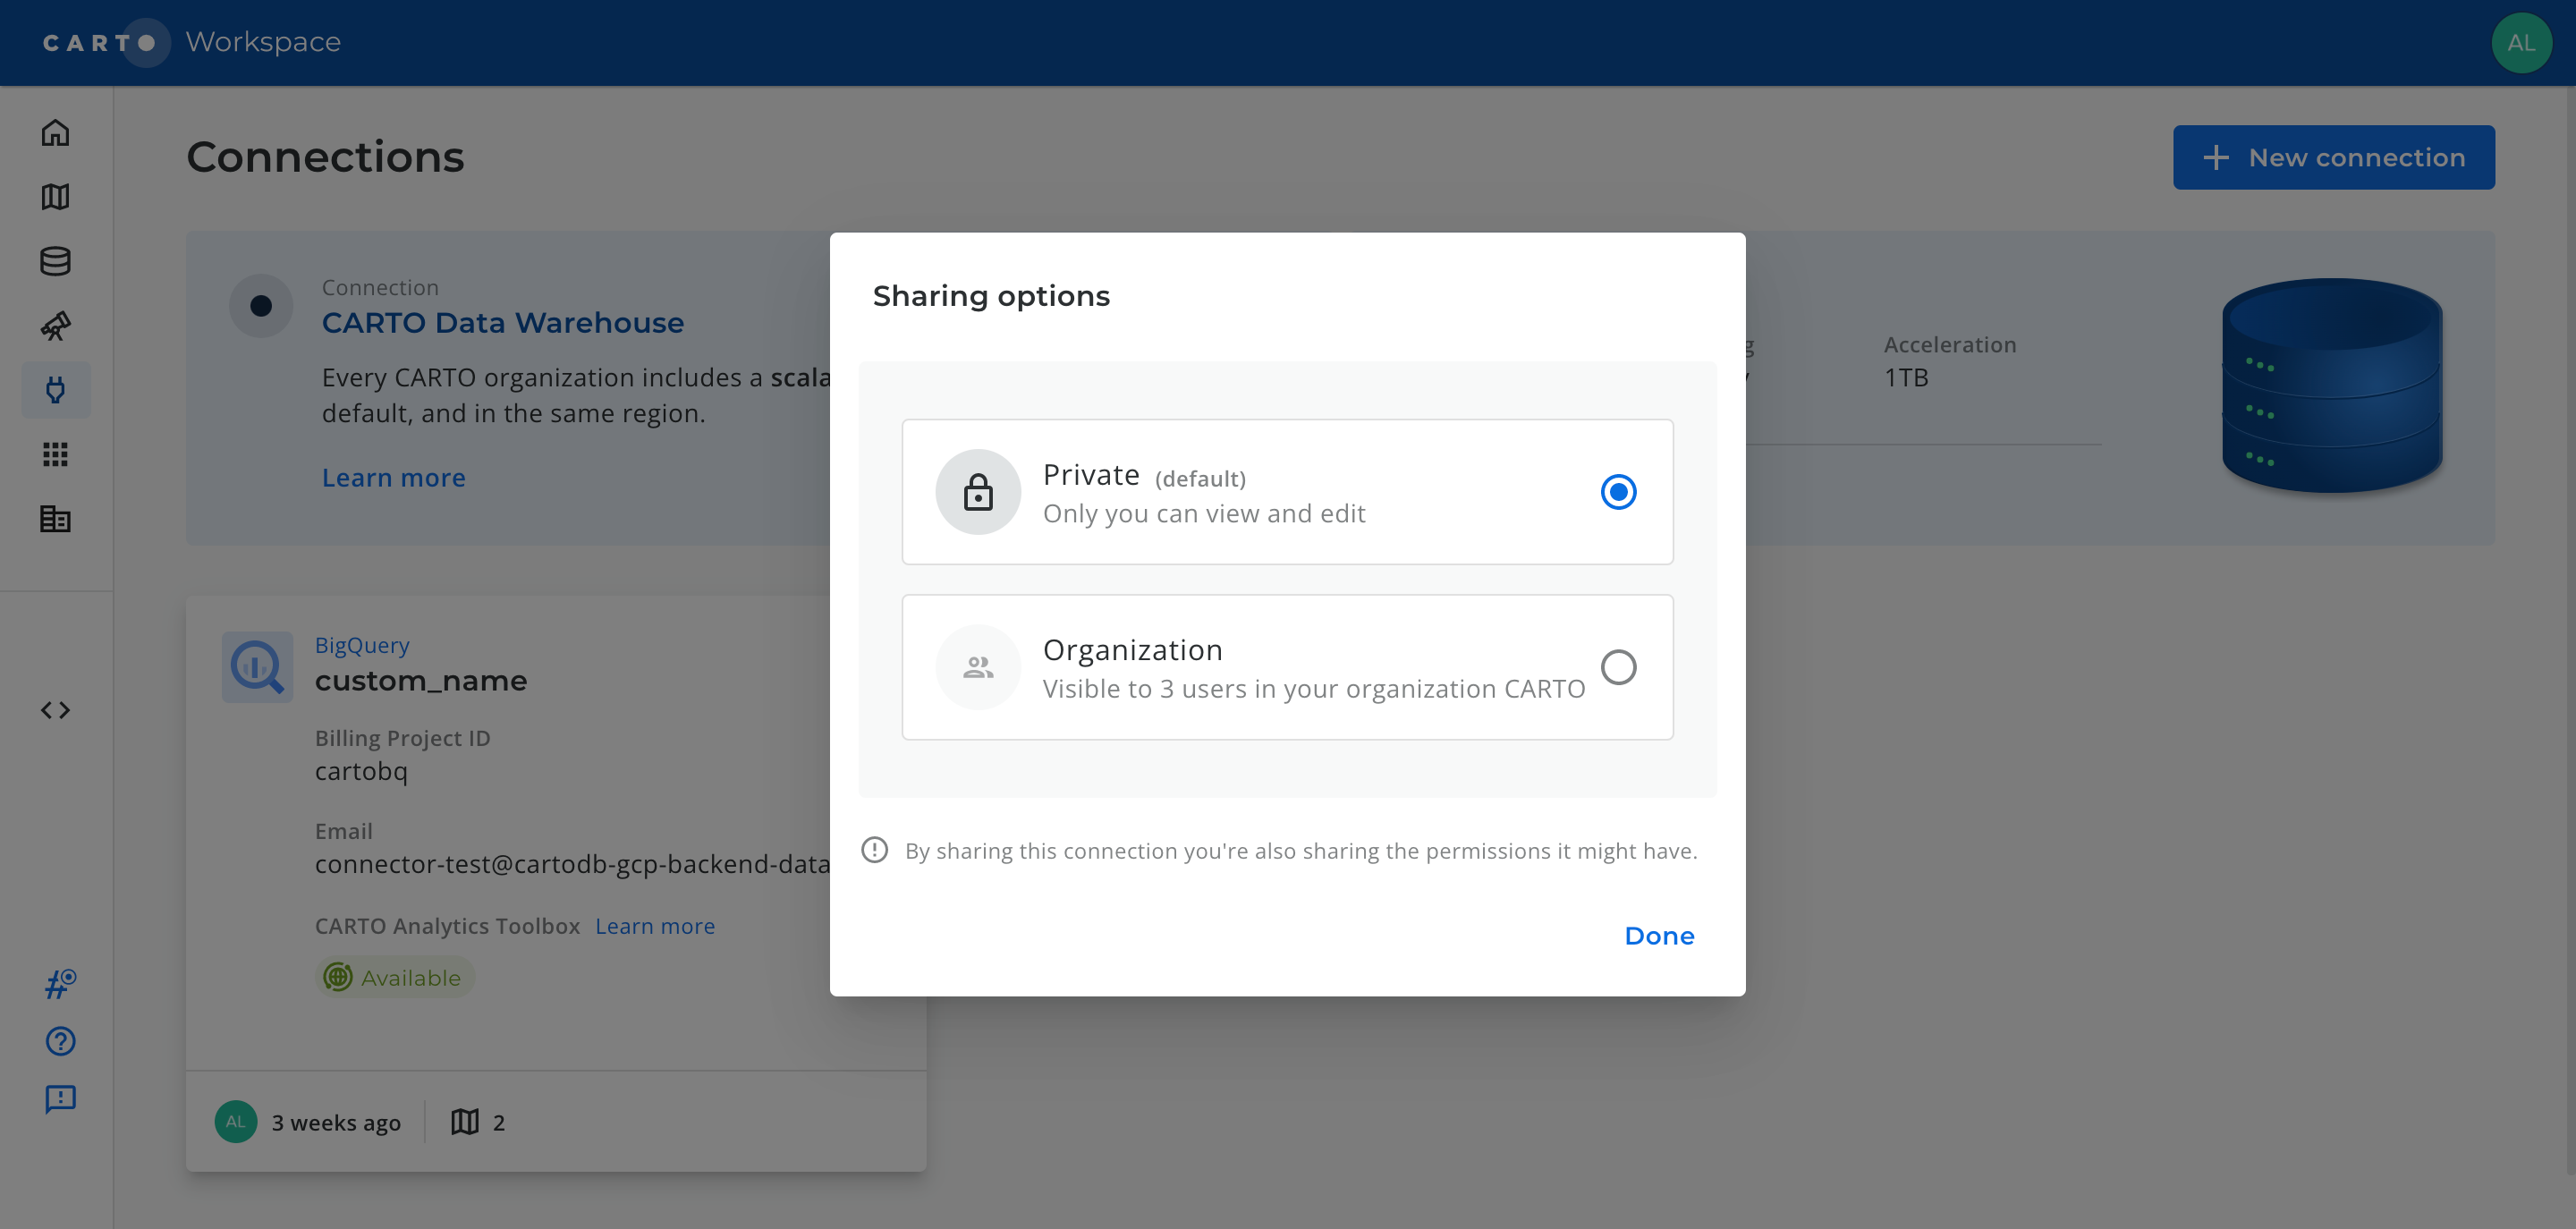 CARTO Workspace
AL
Connections
New connection
Connection
CARTO Data Warehouse
Every CARTO organization includes a scala
default, and in the same region.
Learn more
Acceleration
1TB
Sharing options
Private (default)
Only you can view and edit
Organization
Visible to 3 users in your organization CARTO
By sharing this connection you're also sharing the permissions it might have.
Done
BigQuery
custom_name
Billing Project ID
cartobq
Email
connector-test@cartodb-gcp-backend-data
CARTO Analytics Toolbox Learn more
Available
AL 3 weeks ago 2